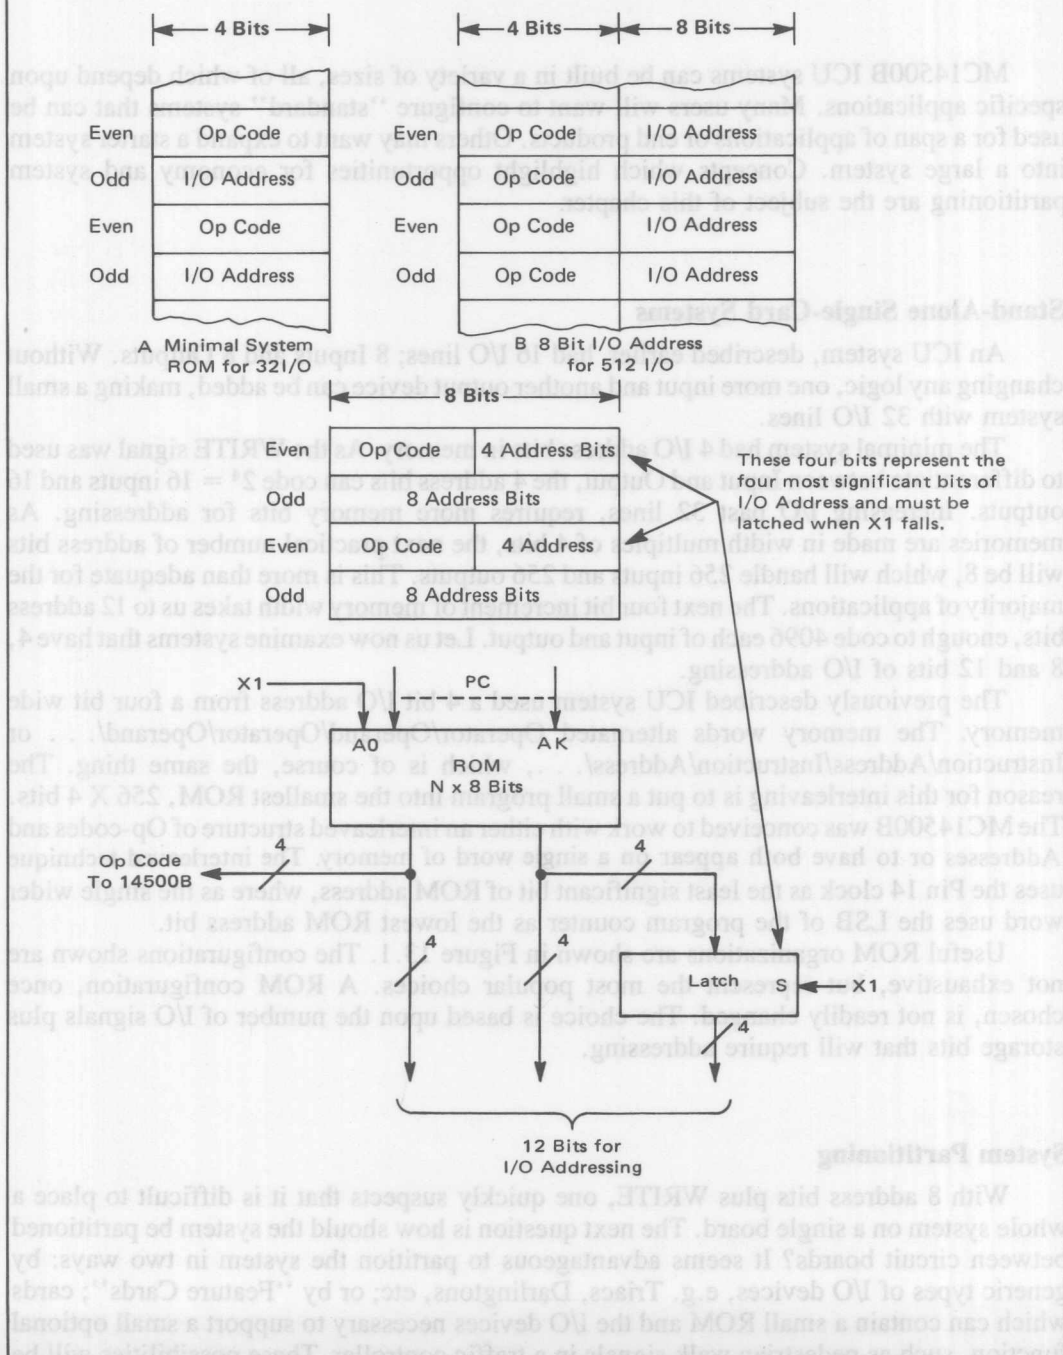 4 Bits
4 Bits
8 Bits
Even
Op Code
Odd
I/O Address
Even
Op Code
Odd
I/O Address
A Minimal System
ROM for 32I/O
Even
Op Code
I/O Address
Odd
Op Code
I/O Address
Even
Op Code
I/O Address
Odd
Op Code
I/O Address
B 8 Bit I/O Address
for 512 I/O
8 Bits
Even
Op Code
4 Address Bits
Odd
8 Address Bits
Even
Op Code
4 Address
Odd
8 Address Bits
These four bits represent the
four most significant bits of
I/O Address and must be
latched when X1 falls.
X1
PC
A0
AK
ROM
N x 8 Bits
Op Code
To 14500B
4
4
4
4
Latch
S
X1
4
12 Bits for
I/O Addressing